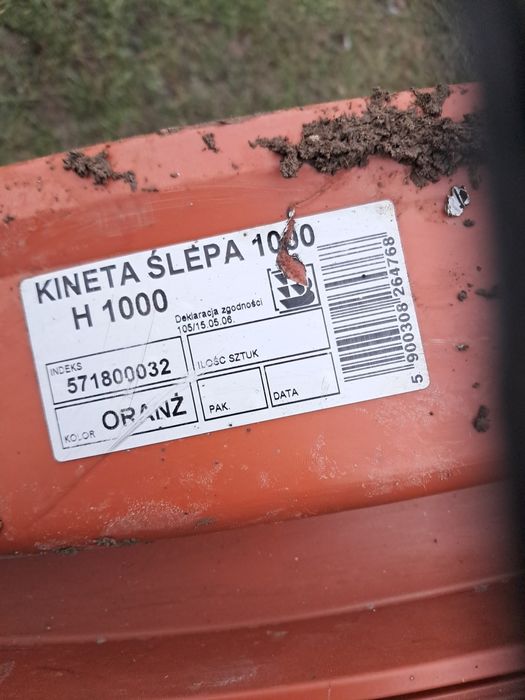 KINETA ŚLEPA 1000
H 1000
Deklaracja zgodności
105/15.05.06.
INDEKS
571800032
ILOŚĆ SZTUK
KOLOR
ORANŻ
PAK.
DATA
5 900308 264768